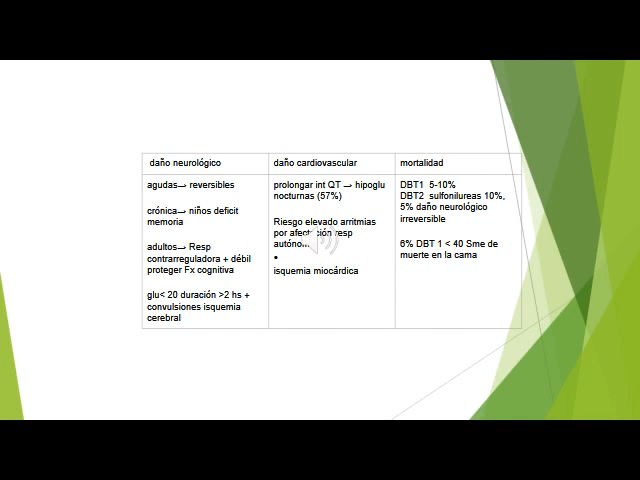 daño neurológico
daño cardiovascular
mortalidad
agudas→ reversibles
crónica→ niños deficit
memoria
adultos→ Resp
contrarreguladora + débil
proteger Fx cognitiva
glu< 20 duración >2 hs +
convulsiones isquemia
cerebral
prolongar int QT → hipoglu
nocturnas (57%)
Riesgo elevado arritmias
por afectación resp
•
isquemia miocárdica
DBT1 5-10%
DBT2 sulfonilureas 10%,
5% daño neurológico
irreversible
6% DBT 1 < 40 Sme de
muerte en la cama